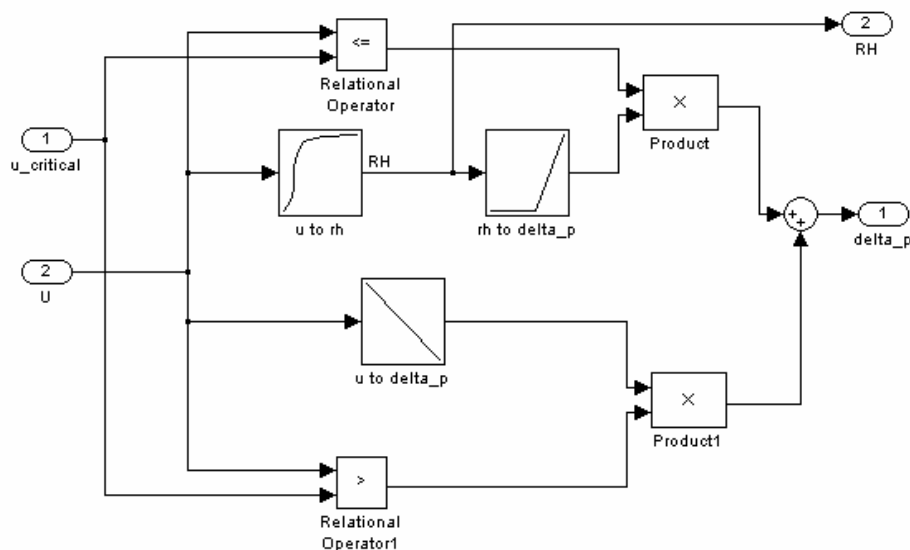 2
RH
<=
Relational
Operator
×
Product
1
u_critical
RH
u to rh
rh to delta_p
1
delta_p
2
U
u to delta_p
×
Product1
>
Relational
Operator1